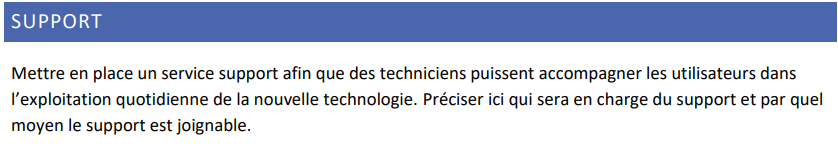 SUPPORT
Mettre en place un service support afin que des techniciens puissent accompagner les utilisateurs dans
l’exploitation quotidienne de la nouvelle technologie. Préciser ici qui sera en charge du support et par quel
moyen le support est joignable.